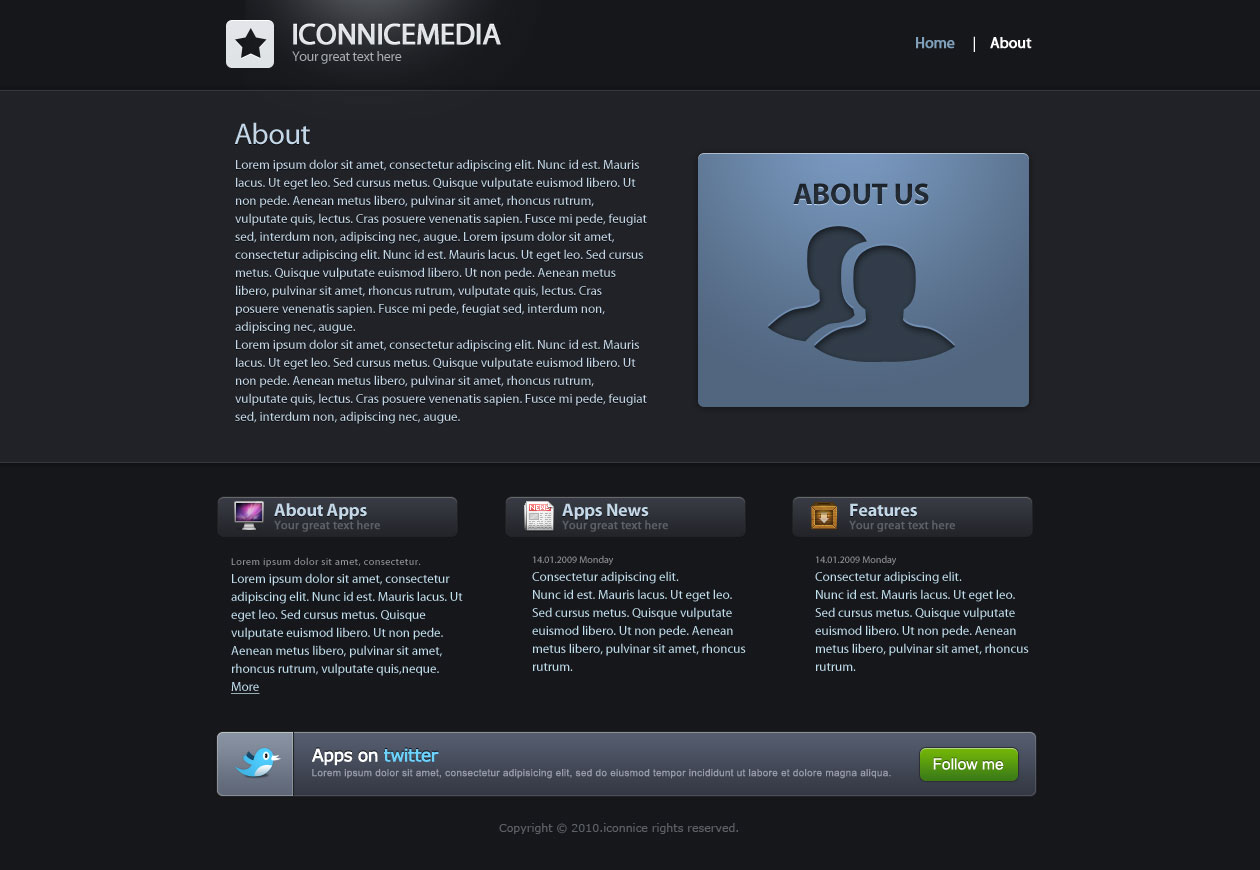 ICONNICEMEDIA
Your great text here
Home | About
About
Lorem ipsum dolor sit amet, consectetur adipiscing elit. Nunc id est. Mauris
lacus. Ut eget leo. Sed cursus metus. Quisque vulputate euismod libero. Ut
non pede. Aenean metus libero, pulvinar sit amet, rhoncus rutrum,
vulputate quis, lectus. Cras posuere venenatis sapien. Fusce mi pede, feugiat
sed, interdum non, adipiscing nec, augue. Lorem ipsum dolor sit amet,
consectetur adipiscing elit. Nunc id est. Mauris lacus. Ut eget leo. Sed cursus
metus. Quisque vulputate euismod libero. Ut non pede. Aenean metus
libero, pulvinar sit amet, rhoncus rutrum, vulputate quis, lectus. Cras
posuere venenatis sapien. Fusce mi pede, feugiat sed, interdum non,
adipiscing nec, augue.
Lorem ipsum dolor sit amet, consectetur adipiscing elit. Nunc id est. Mauris
lacus. Ut eget leo. Sed cursus metus. Quisque vulputate euismod libero. Ut
non pede. Aenean metus libero, pulvinar sit amet, rhoncus rutrum,
vulputate quis, lectus. Cras posuere venenatis sapien. Fusce mi pede, feugiat
sed, interdum non, adipiscing nec, augue.
ABOUT US
About Apps
Your great text here
Lorem ipsum dolor sit amet, consectetur.
Lorem ipsum dolor sit amet, consectetur
adipiscing elit. Nunc id est. Mauris lacus. Ut
eget leo. Sed cursus metus. Quisque
vulputate euismod libero. Ut non pede.
Aenean metus libero, pulvinar sit amet,
rhoncus rutrum, vulputate quis,neque.
More
NEWS
Apps News
Your great text here
14.01.2009 Monday
Consectetur adipiscing elit.
Nunc id est. Mauris lacus. Ut eget leo.
Sed cursus metus. Quisque vulputate
euismod libero. Ut non pede. Aenean
metus libero, pulvinar sit amet, rhoncus
rutrum.
Features
Your great text here
14.01.2009 Monday
Consectetur adipiscing elit.
Nunc id est. Mauris lacus. Ut eget leo.
Sed cursus metus. Quisque vulputate
euismod libero. Ut non pede. Aenean
metus libero, pulvinar sit amet, rhoncus
rutrum.
Apps on twitter
Lorem ipsum dolor sit amet, consectetur adipisicing elit, sed do eiusmod tempor incididunt ut labore et dolore magna aliqua.
Follow me
Copyright © 2010.iconnice rights reserved.